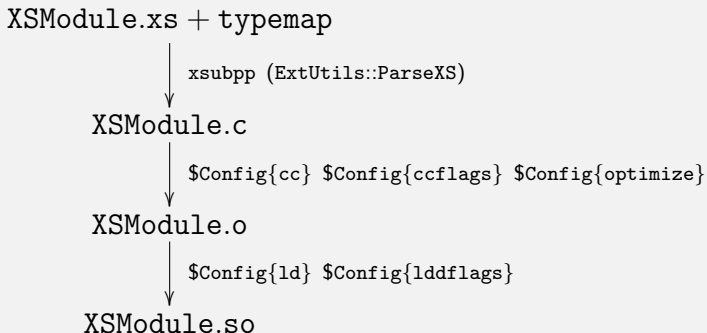 XSModule.xs + typemap
xsubpp (ExtUtils::ParseXS)
XSModule.c
$Config{cc} $Config{ccflags} $Config{optimize}
XSModule.o
$Config{ld} $Config{lddflags}
XSModule.so